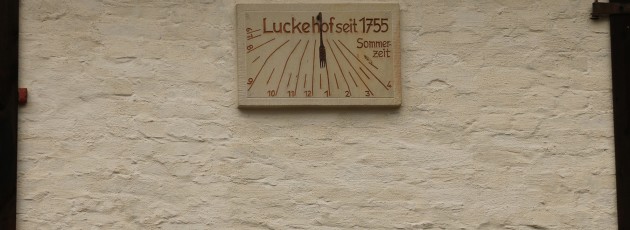 Luckehof seit 1755
Sommer-
zeit
9 10 11 12 1 2 3 4